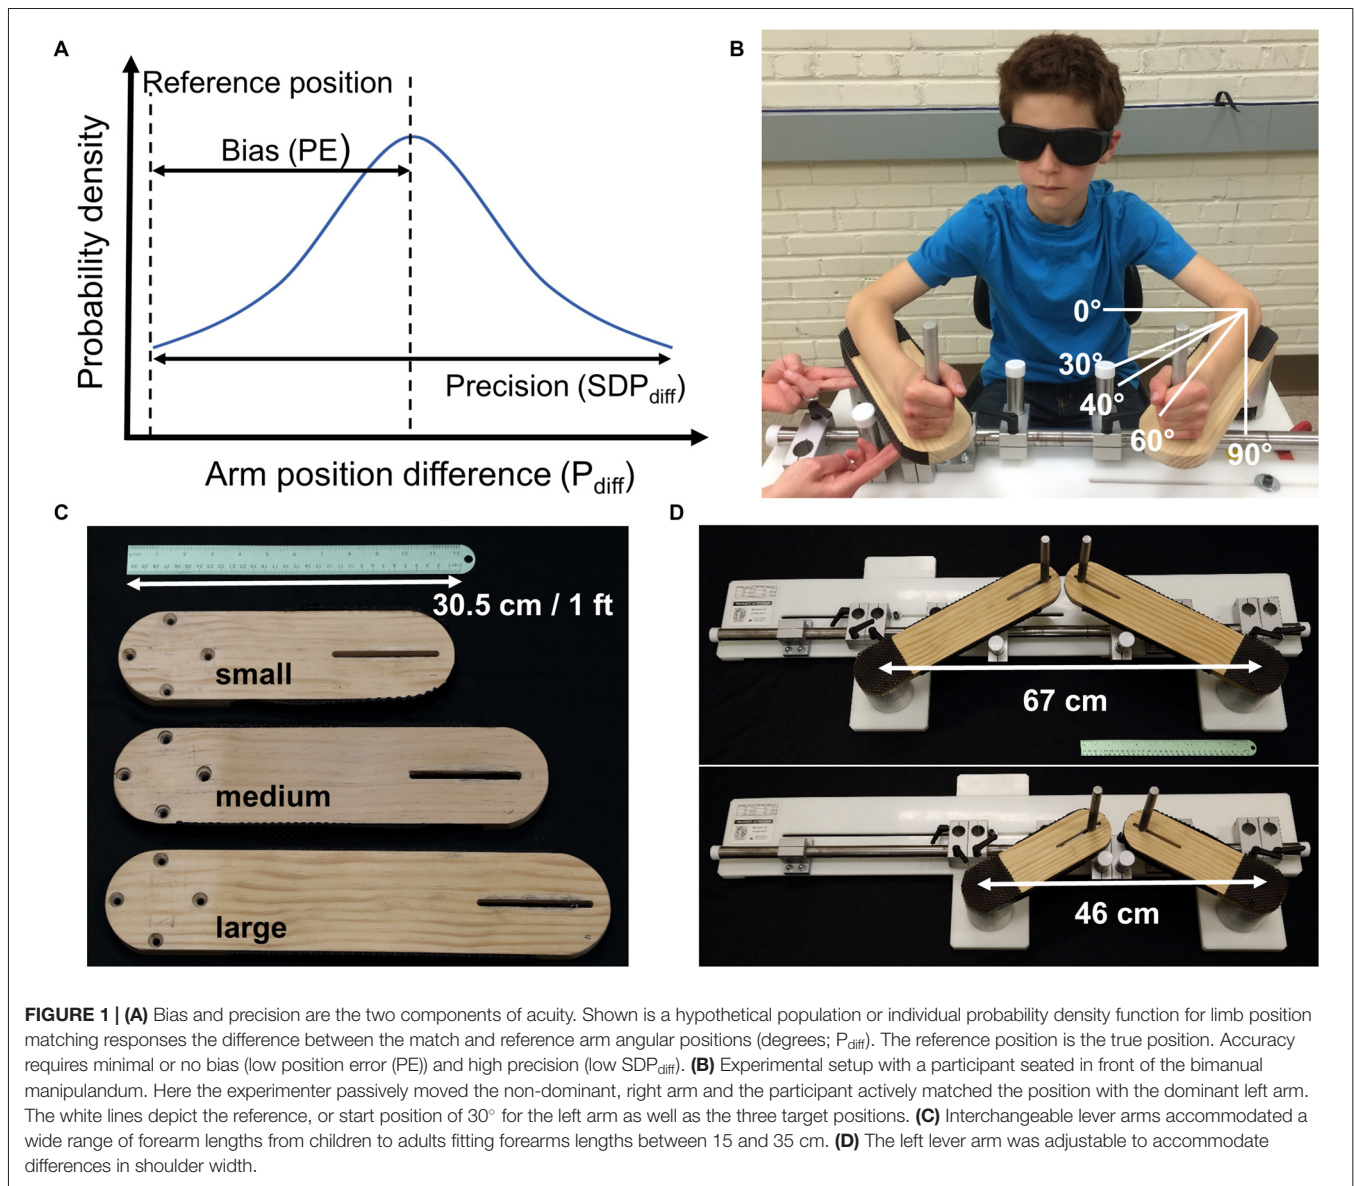 A
Reference position
Bias (PE)
Probability density
Precision (SDPdiff)
Arm position difference (Pdiff)
B
0°
30°
40°
60°
90°
C
30.5 cm / 1 ft
small
medium
large
D
67 cm
46 cm
FIGURE 1 | (A) Bias and precision are the two components of acuity. Shown is a hypothetical population or individual probability density function for limb position
matching responses the difference between the match and reference arm angular positions (degrees; Pdiff). The reference position is the true position. Accuracy
requires minimal or no bias (low position error (PE)) and high precision (low SDPdiff). (B) Experimental setup with a participant seated in front of the bimanual
manipulandum. Here the experimenter passively moved the non-dominant, right arm and the participant actively matched the position with the dominant left arm.
The white lines depict the reference, or start position of 30° for the left arm as well as the three target positions. (C) Interchangeable lever arms accommodated a
wide range of forearm lengths from children to adults fitting forearms lengths between 15 and 35 cm. (D) The left lever arm was adjustable to accommodate
differences in shoulder width.